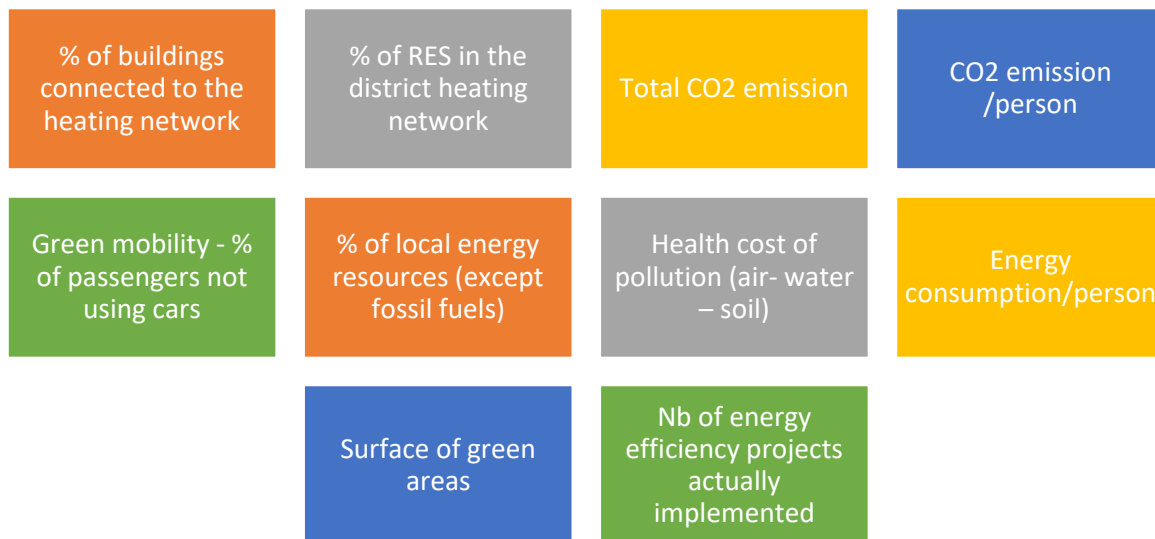 % of buildings
connected to the
heating network
% of RES in the
district heating
network
Total CO2 emission
CO2 emission
/person
Green mobility - %
of passengers not
using cars
% of local energy
resources (except
fossil fuels)
Health cost of
pollution (air- water
– soil)
Energy
consumption/person
Surface of green
areas
Nb of energy
efficiency projects
actually
implemented